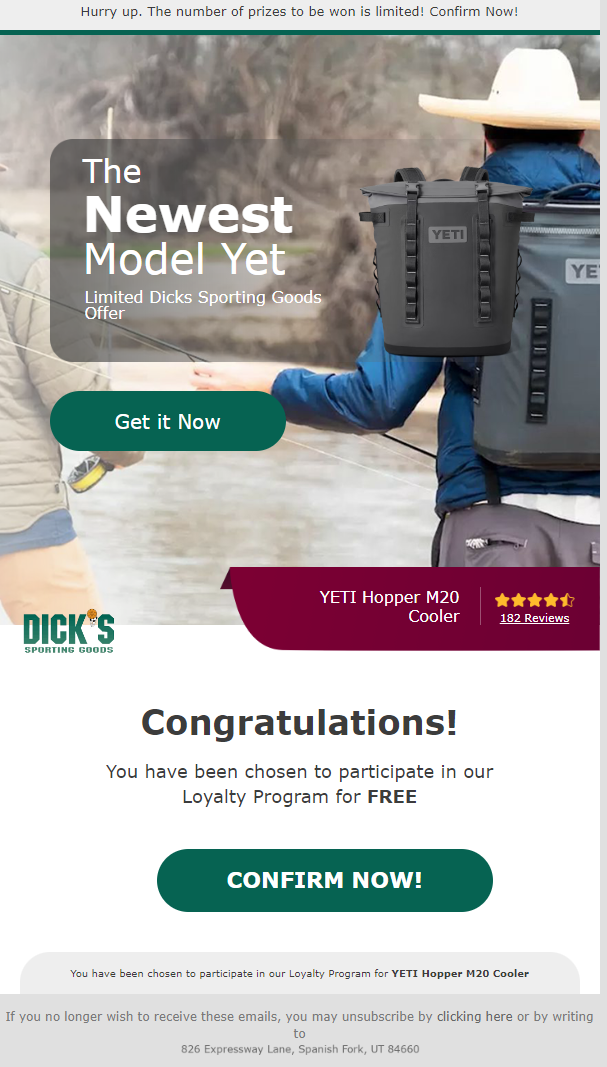 Hurry up. The number of prizes to be won is limited! Confirm Now!
The
Newest
Model Yet
Limited Dicks Sporting Goods
Offer
YETI
YE
Get it Now
YETI Hopper M20
Cooler
182 Reviews
DICK'S
SPORTING GOODS
Congratulations!
You have been chosen to participate in our
Loyalty Program for FREE
CONFIRM NOW!
You have been chosen to participate in our Loyalty Program for YETI Hopper M20 Cooler
If you no longer wish to receive these emails, you may unsubscribe by clicking here or by writing
to
826 Expressway Lane, Spanish Fork, UT 84660